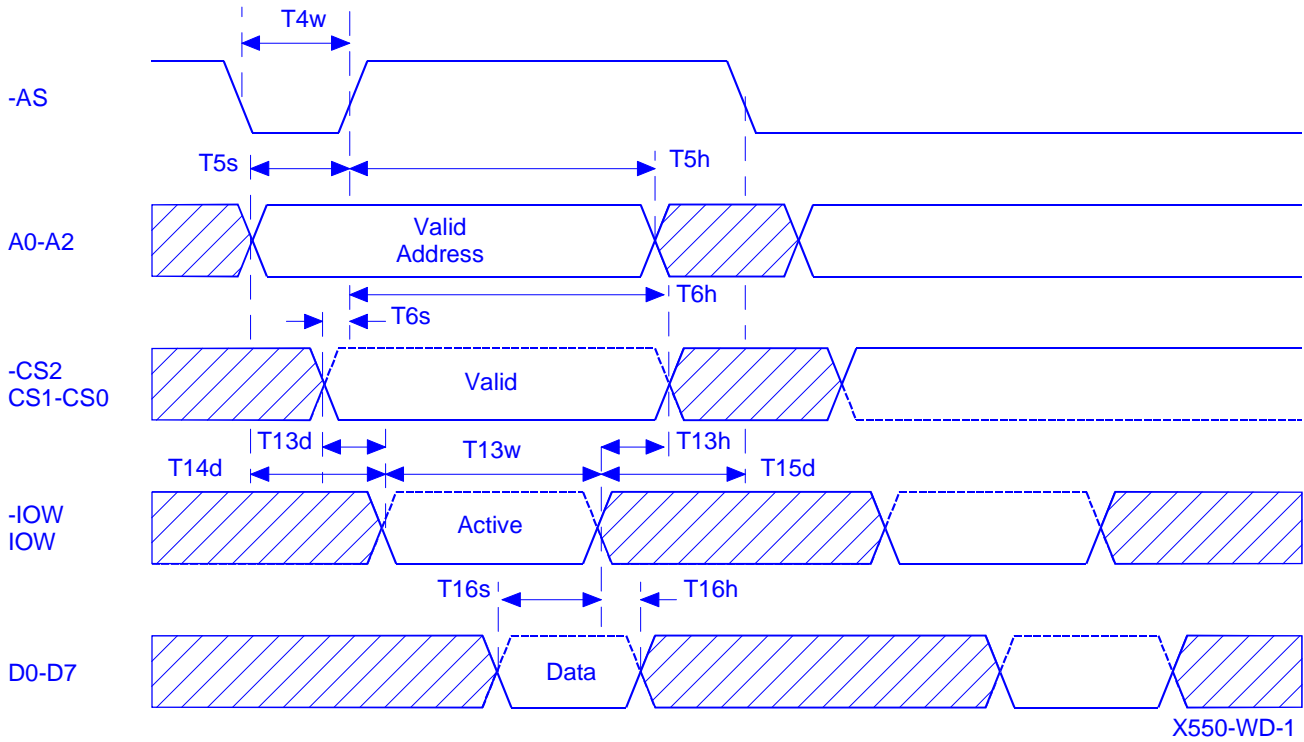 T4w
-AS
T5s
T5h
A0-A2
Valid
Address
T6h
T6s
-CS2
CS1-CS0
Valid
T13d
T13w
T13h
T14d
T15d
-IOW
IOW
Active
T16s
T16h
D0-D7
Data
X550-WD-1